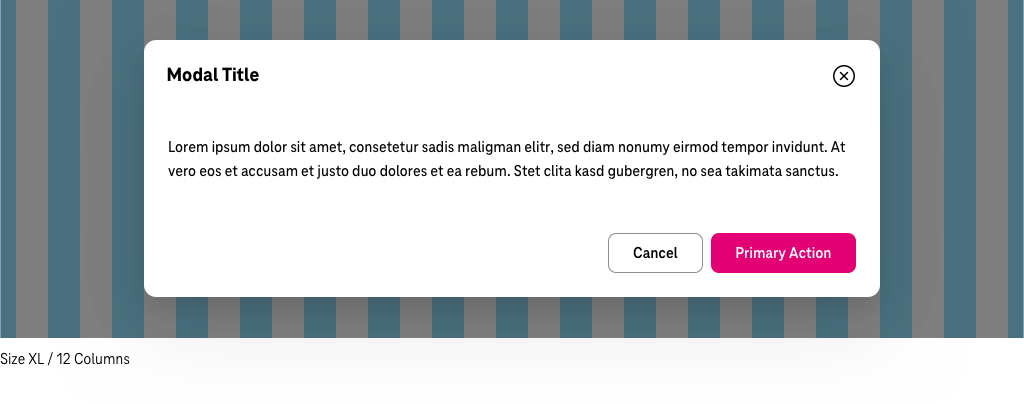 Modal Title
Lorem ipsum dolor sit amet, consetetur sadis maligman elitr, sed diam nonumy eirmod tempor invidunt. At
vero eos et accusam et justo duo dolores et ea rebum. Stet clita kasd gubergren, no sea takimata sanctus.
Cancel
Primary Action
Size XL / 12 Columns